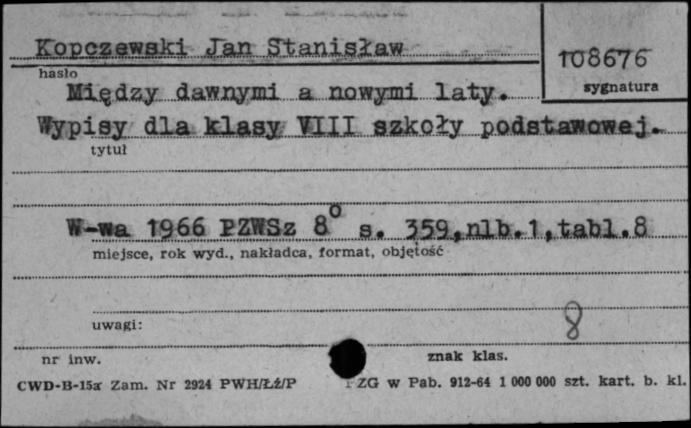 Kopczewski Jan Stanisław
108676
hasło
sygnatura
Między dawnymi a nowymi laty.
Wypisy dla klasy VIII szkoły podstawowej.
tytuł
W-wa 1966 PZWSz 8° s. 359,nlb.1,tabl.8
miejsce, rok wyd., nakładca, format, objętość
uwagi:
8
nr inw.
znak klas.
CWD-B-15a Zam. Nr 2924 PWH/Łź/P
ZG w Pab. 912-64 1 000 000 szt. kart. b. kl.